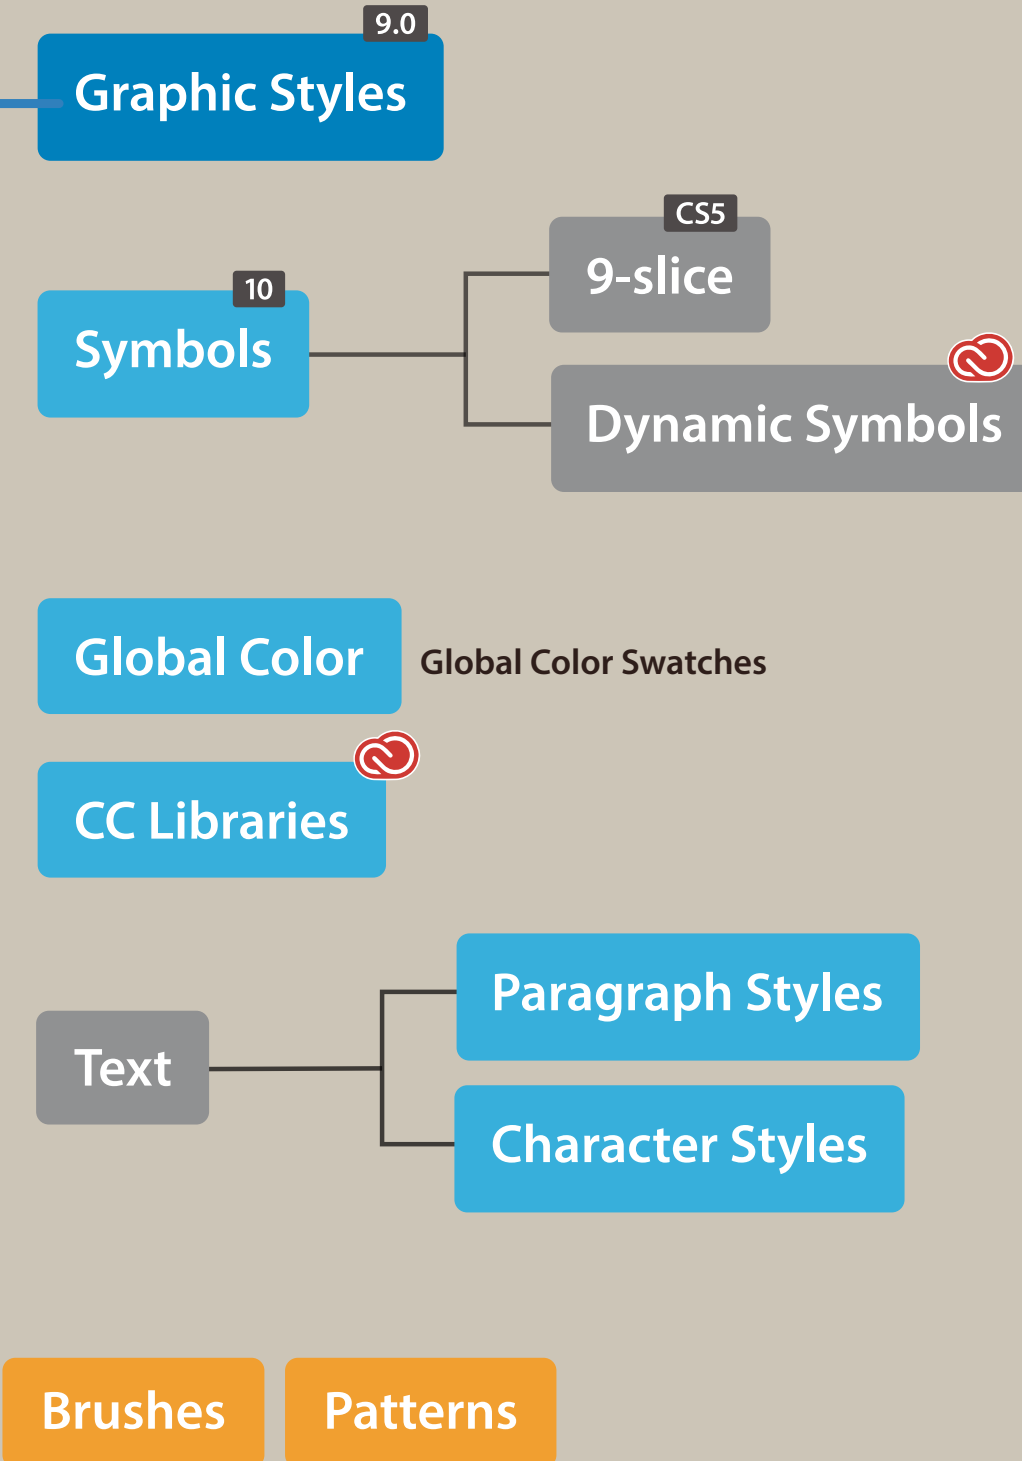 9.0
Graphic Styles
CS5
9-slice
10
Symbols
Dynamic Symbols
Global Color
Global Color Swatches
CC Libraries
Paragraph Styles
Text
Character Styles
Brushes
Patterns